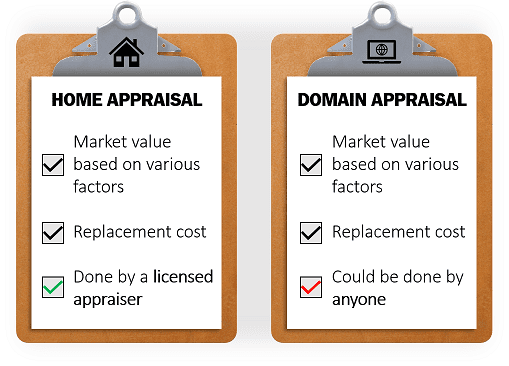 HOME APPRAISAL
Market value
based on various
factors
Replacement cost
Done by a licensed
appraiser
DOMAIN APPRAISAL
Market value
based on various
factors
Replacement cost
Could be done by
anyone